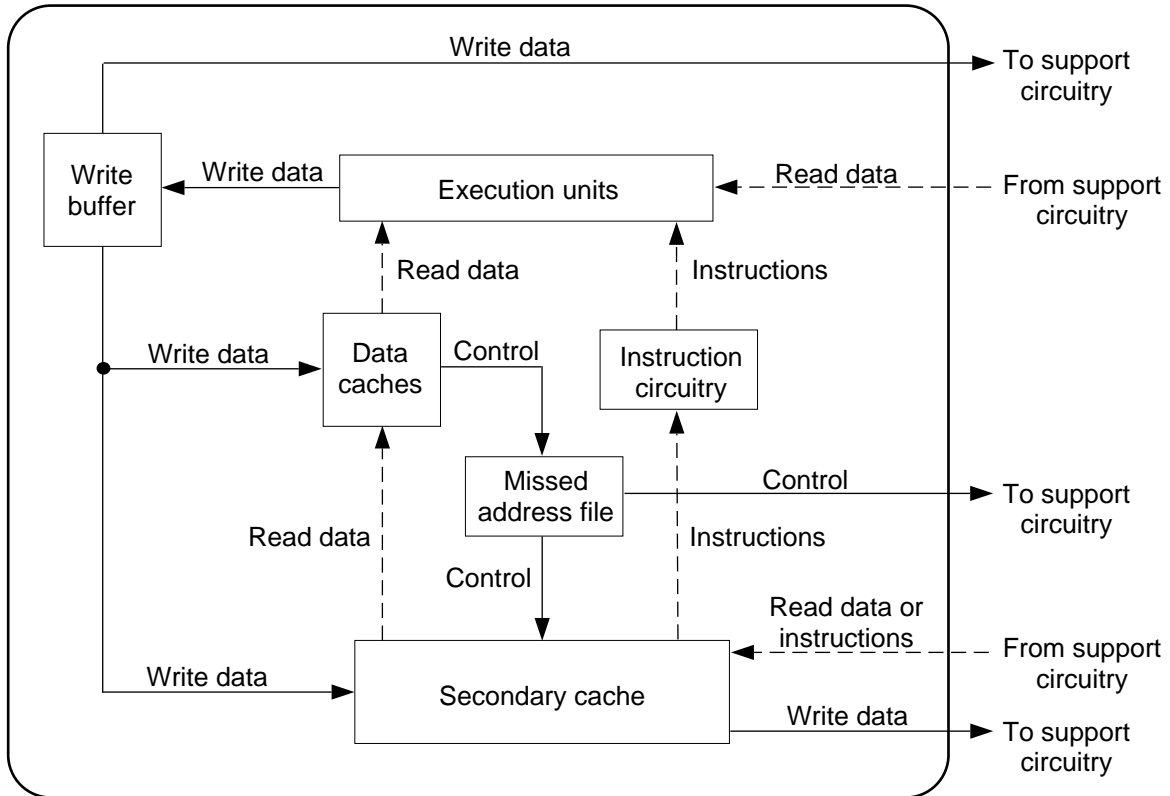 Write data
To support
circuitry
Write
buffer
Write data
Execution units
Read data
From support
circuitry
Read data
Instructions
Write data
Data
caches
Control
Instruction
circuitry
Missed
address file
Control
To support
circuitry
Read data
Instructions
Control
Read data or
instructions
From support
circuitry
Write data
Secondary cache
Write data
To support
circuitry